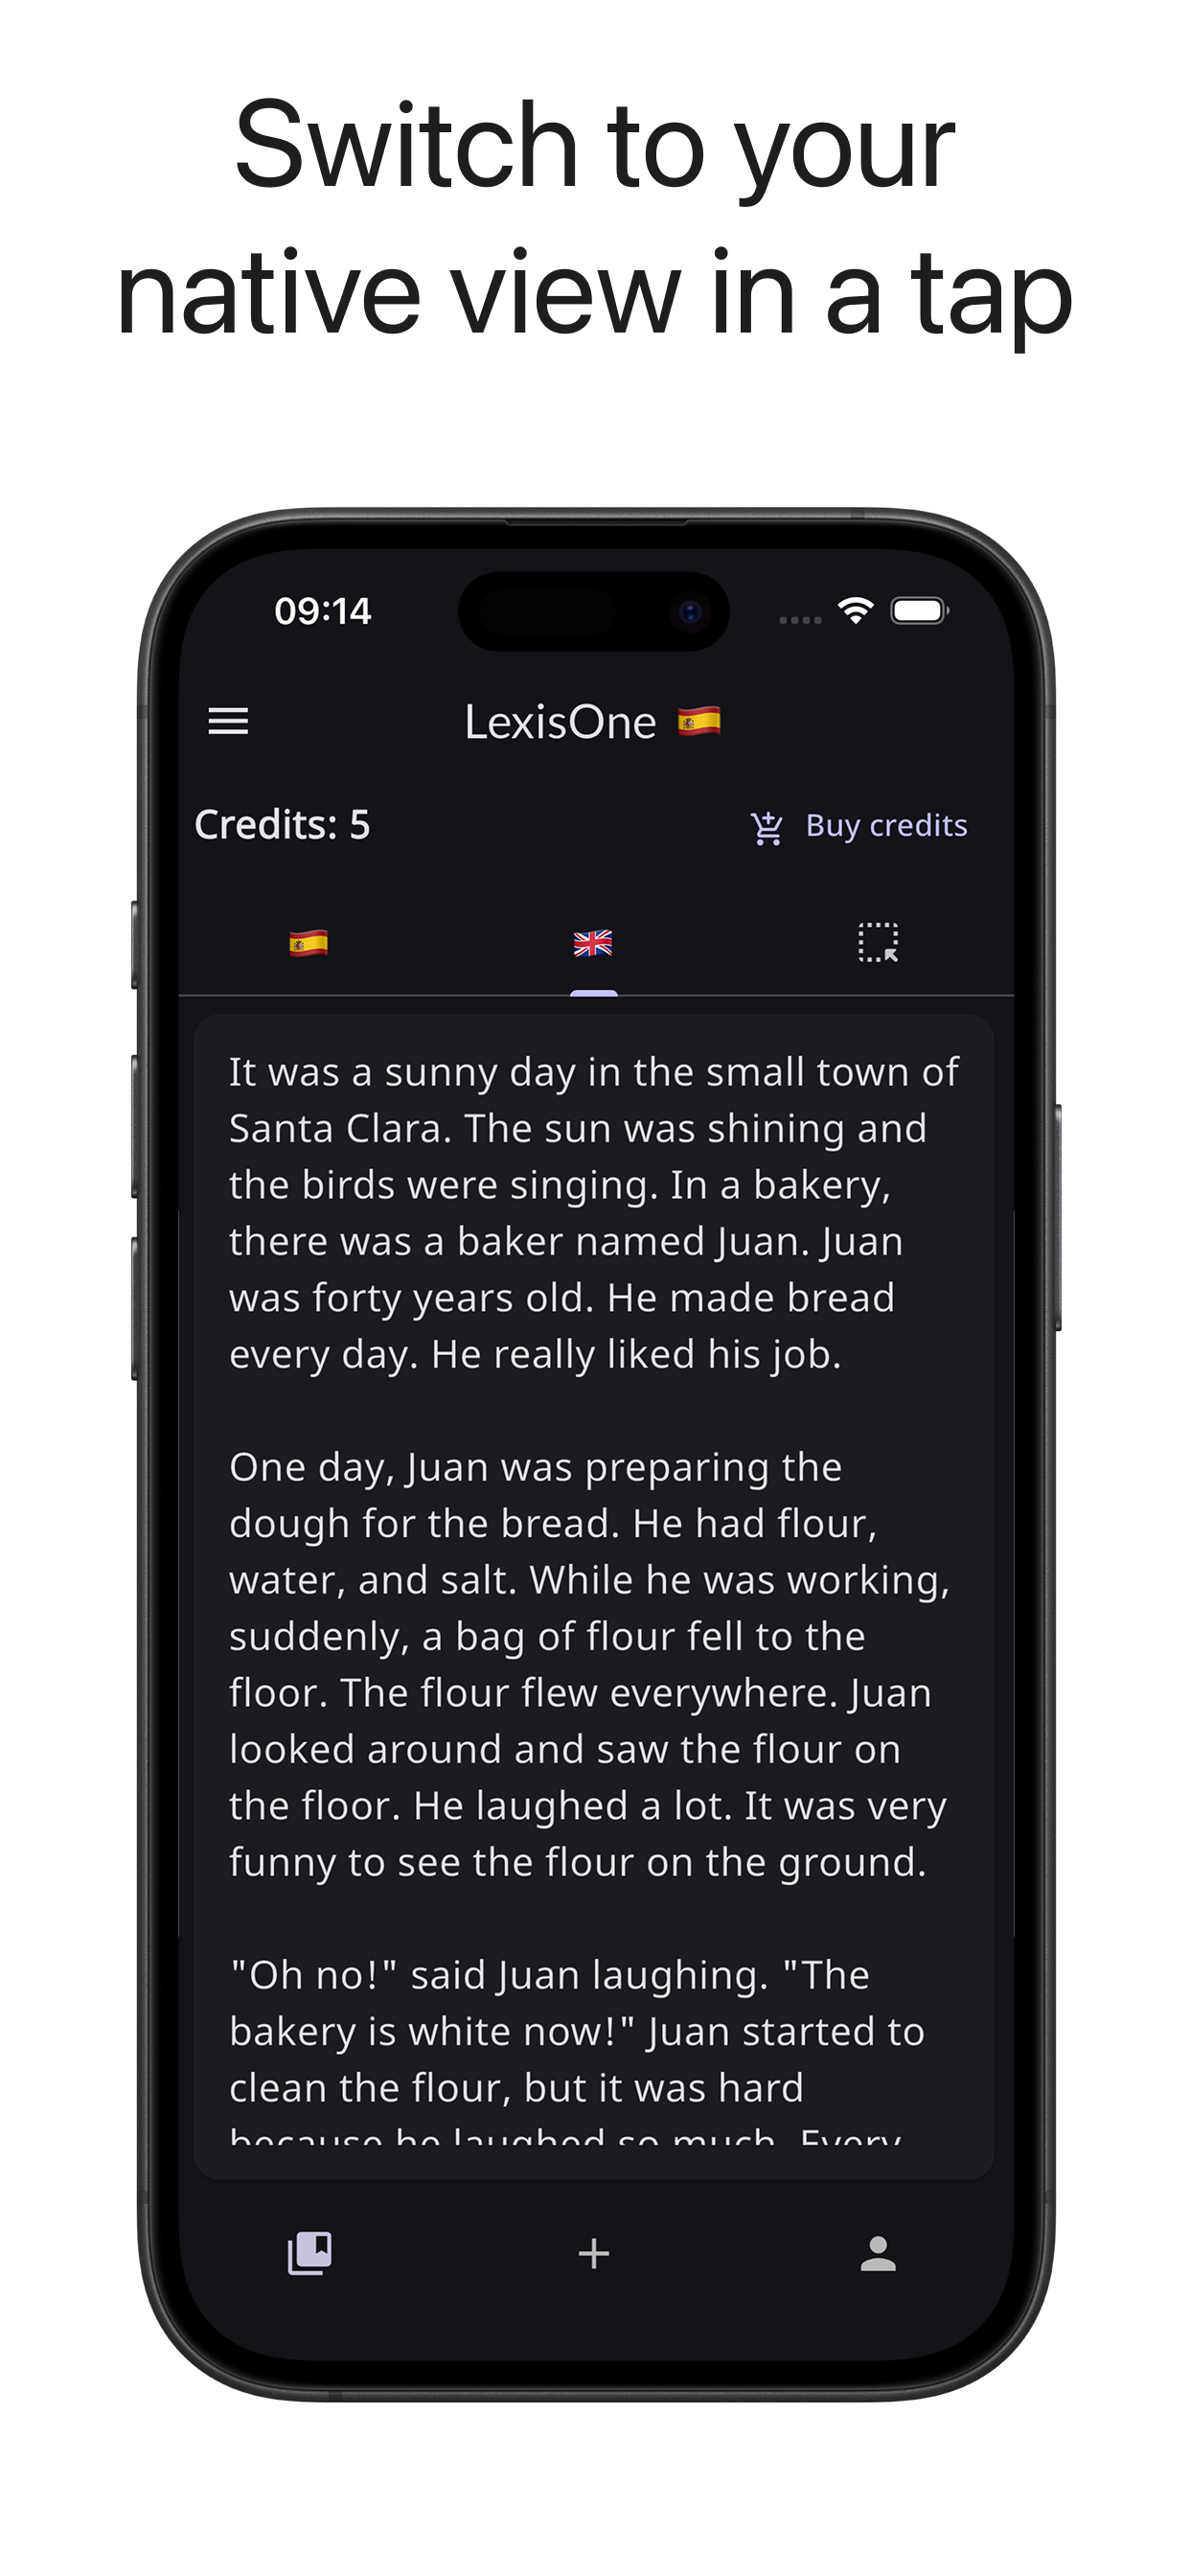 Switch to your
native view in a tap
09:14
LexisOne
Credits: 5
Buy credits
It was a sunny day in the small town of
Santa Clara. The sun was shining and
the birds were singing. In a bakery,
there was a baker named Juan. Juan
was forty years old. He made bread
every day. He really liked his job.
One day, Juan was preparing the
dough for the bread. He had flour,
water, and salt. While he was working,
suddenly, a bag of flour fell to the
floor. The flour flew everywhere. Juan
looked around and saw the flour on
the floor. He laughed a lot. It was very
funny to see the flour on the ground.
"Oh no!" said Juan laughing. "The
bakery is white now!" Juan started to
clean the flour, but it was hard
because he laughed so much. Every